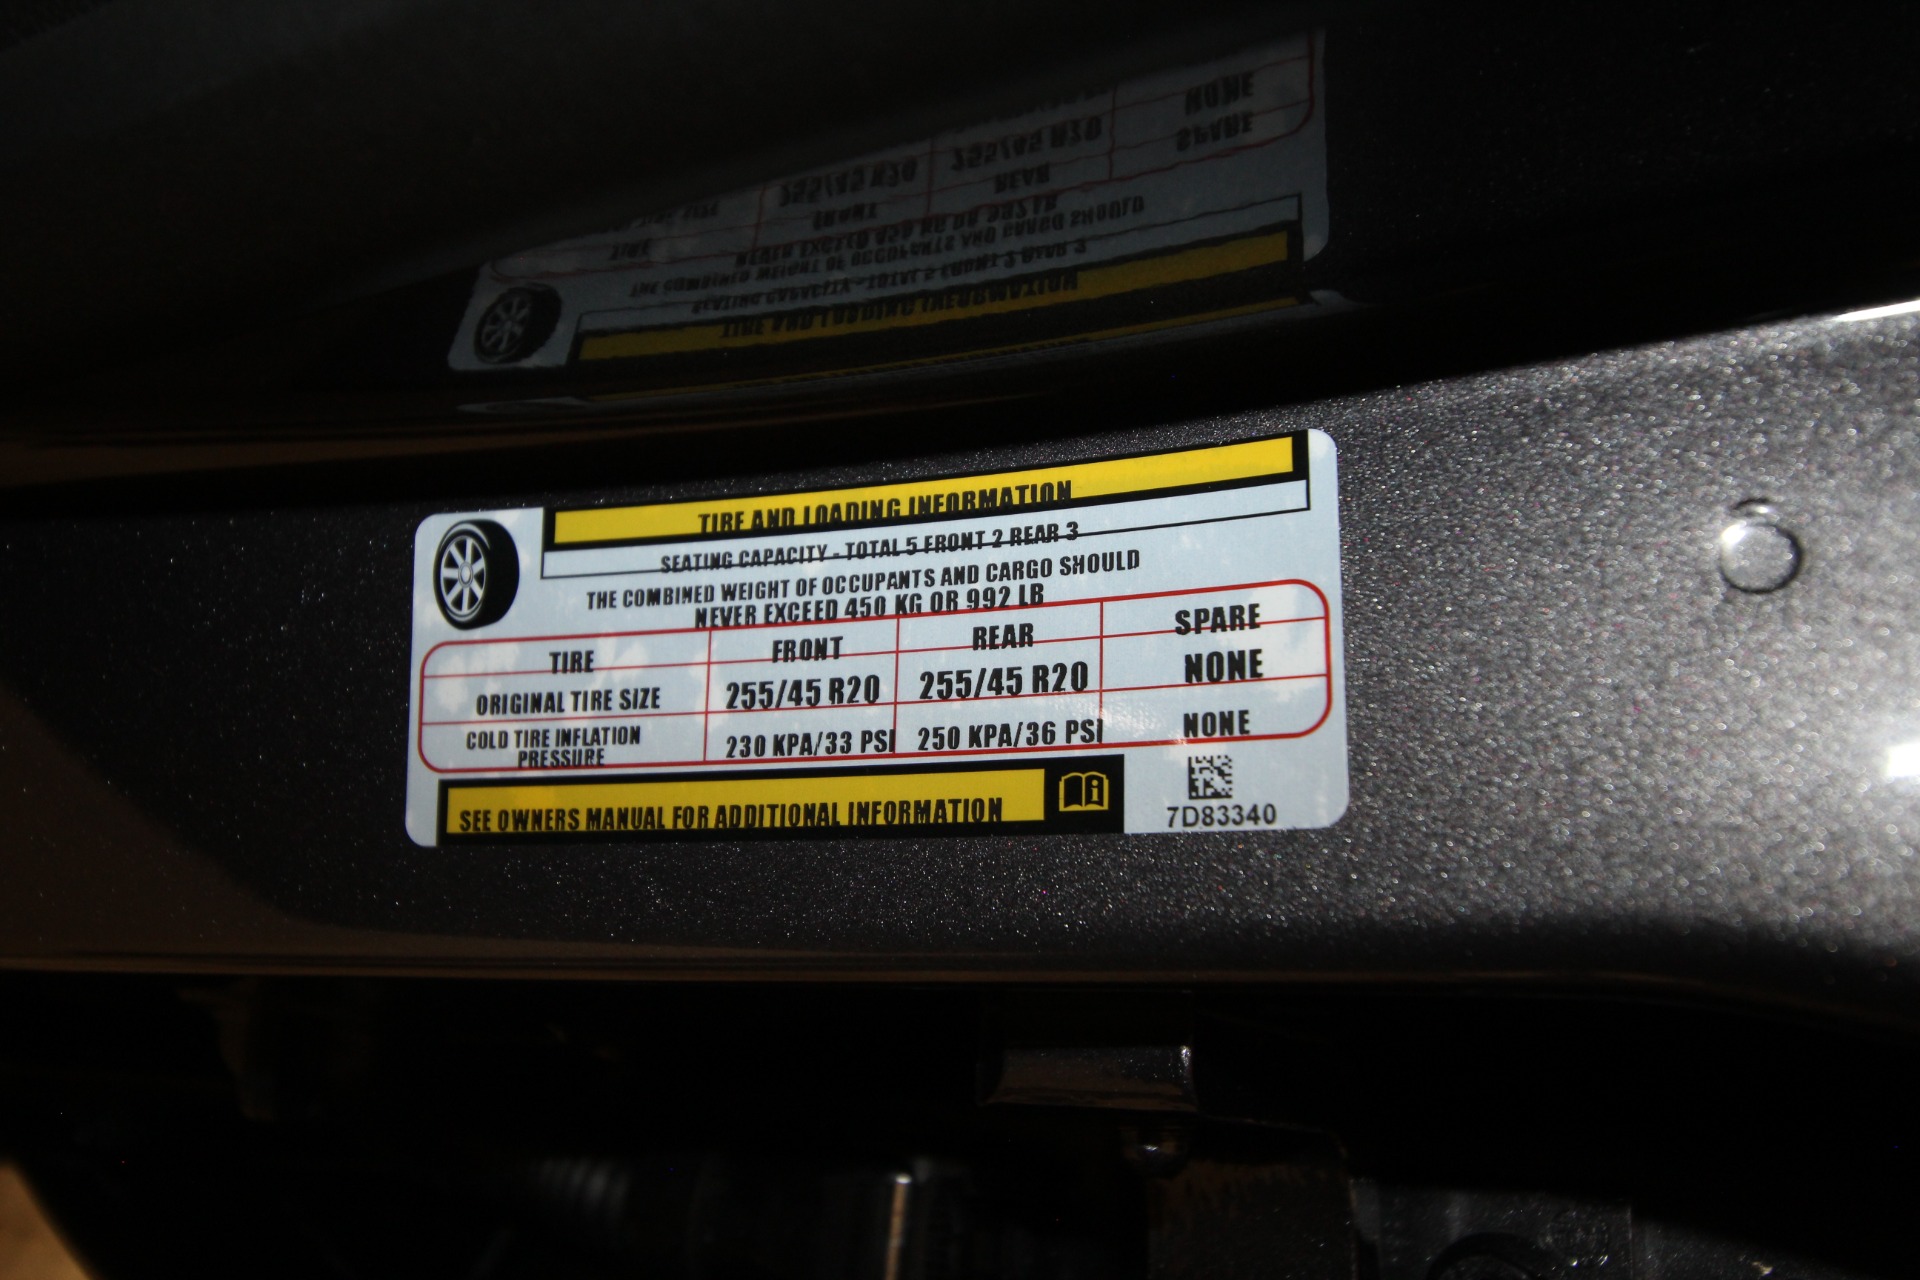 TIRE AND LOADING INFORMATION
SEATING CAPACITY - TOTAL 5 FRONT 2 REAR 3
THE COMBINED WEIGHT OF OCCUPANTS AND CARGO SHOULD
NEVER EXCEED 450 KG OR 992 LB
TIRE FRONT REAR SPARE
ORIGINAL TIRE SIZE 255/45 R20 255/45 R20 NONE
COLD TIRE INFLATION
PRESSURE 230 KPA/33 PSI 250 KPA/36 PSI NONE
SEE OWNERS MANUAL FOR ADDITIONAL INFORMATION
7D83340